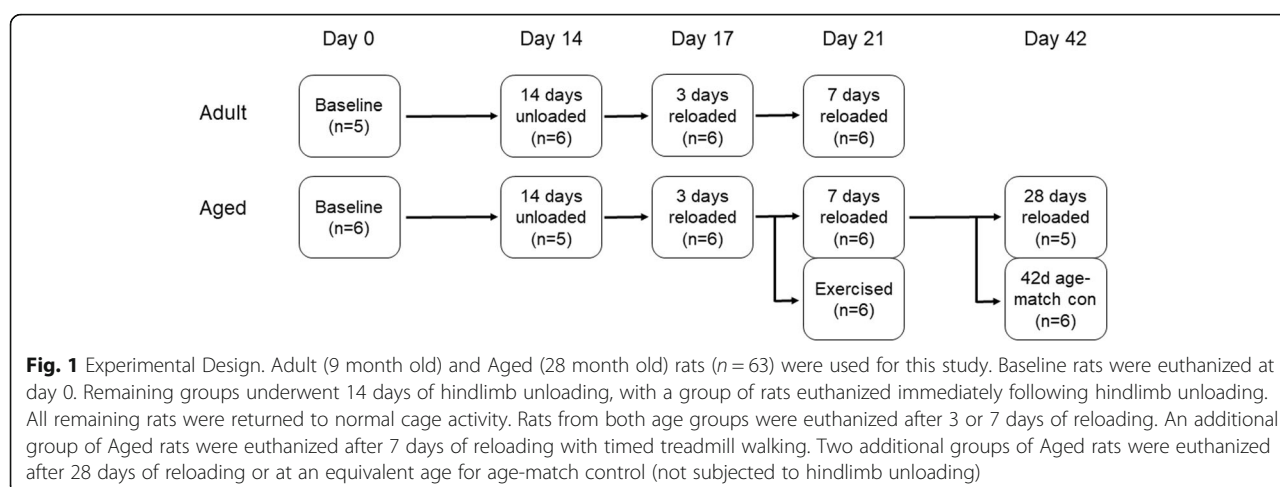 Day 0 Day 14 Day 17 Day 21 Day 42
Adult
Baseline
(n=5)
14 days
unloaded
(n=6)
3 days
reloaded
(n=6)
7 days
reloaded
(n=6)
Aged
Baseline
(n=6)
14 days
unloaded
(n=5)
3 days
reloaded
(n=6)
7 days
reloaded
(n=6)
28 days
reloaded
(n=5)
Exercised
(n=6)
42d age-
match con
(n=6)
Fig. 1 Experimental Design. Adult (9 month old) and Aged (28 month old) rats (n = 63) were used for this study. Baseline rats were euthanized at
day 0. Remaining groups underwent 14 days of hindlimb unloading, with a group of rats euthanized immediately following hindlimb unloading.
All remaining rats were returned to normal cage activity. Rats from both age groups were euthanized after 3 or 7 days of reloading. An additional
group of Aged rats were euthanized after 7 days of reloading with timed treadmill walking. Two additional groups of Aged rats were euthanized
after 28 days of reloading or at an equivalent age for age-match control (not subjected to hindlimb unloading)